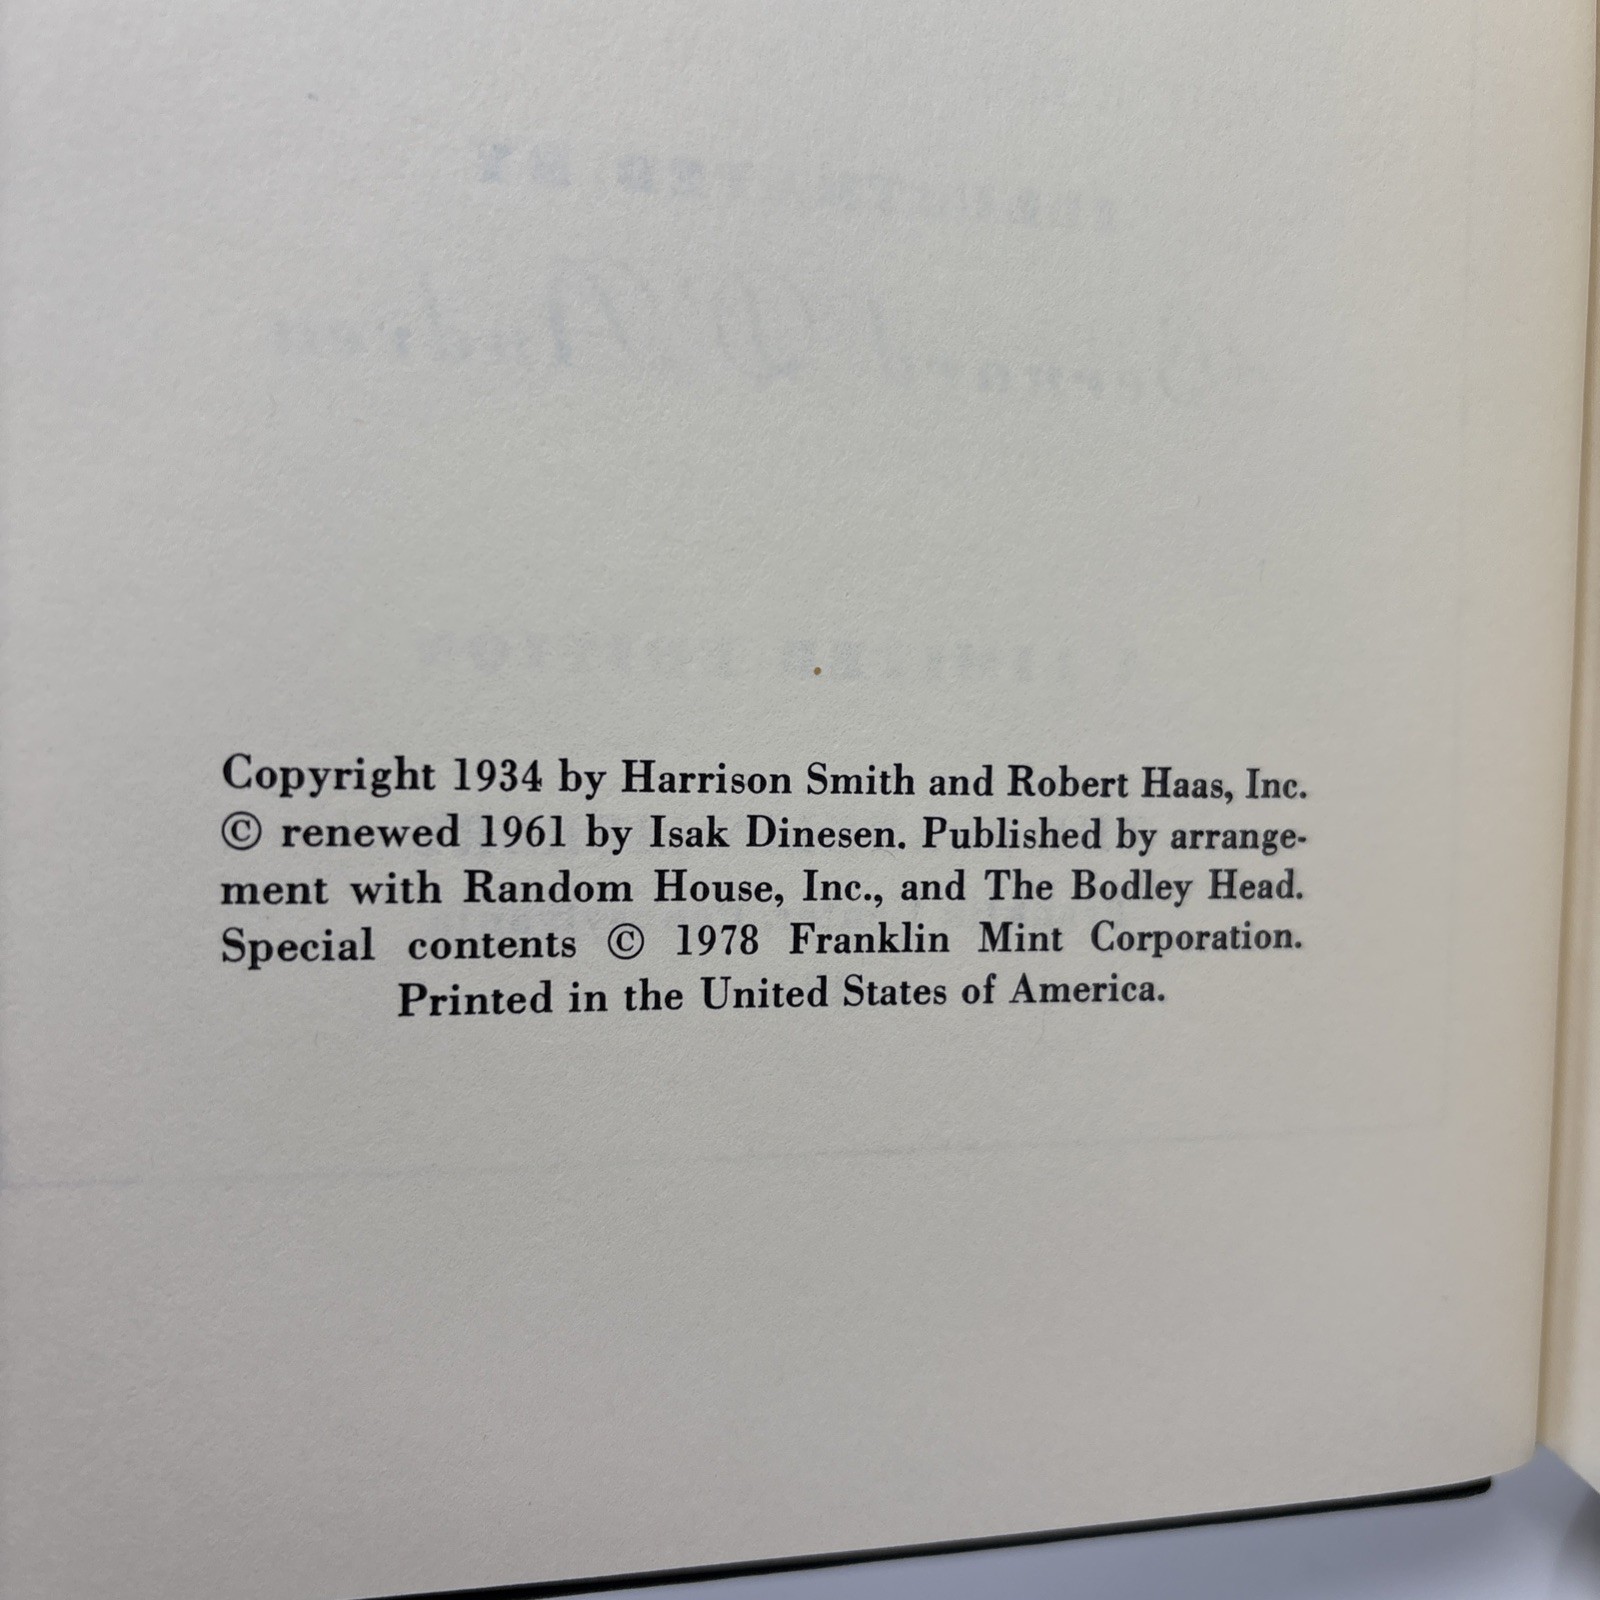 Copyright 1934 by Harrison Smith and Robert Haas, Inc.
© renewed 1961 by Isak Dinesen. Published by arrange-
ment with Random House, Inc., and The Bodley Head.
Special contents © 1978 Franklin Mint Corporation.
Printed in the United States of America.